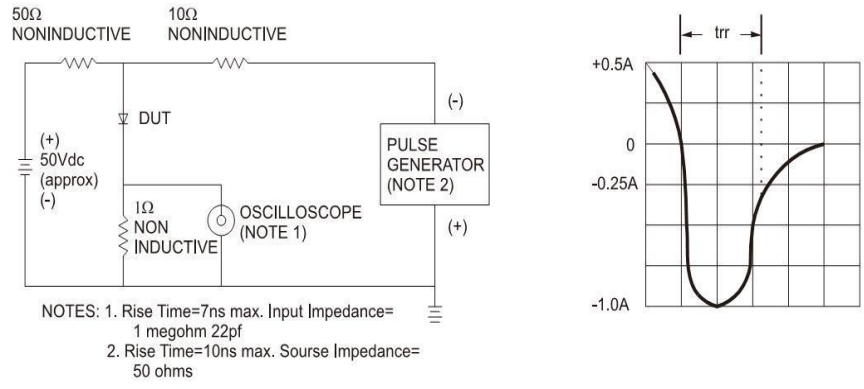 50Ω
NONINDUCTIVE
10Ω
NONINDUCTIVE
DUT
(+)
50Vdc
(approx)
(-)
1Ω
NON
INDUCTIVE
OSCILLOSCOPE
(NOTE 1)
(-)
PULSE
GENERATOR
(NOTE 2)
(+)
NOTES: 1. Rise Time=7ns max. Input Impedance=
1 megohm 22pf
2. Rise Time=10ns max. Sourse Impedance=
50 ohms
trr
+0.5A
0
-0.25A
-1.0A